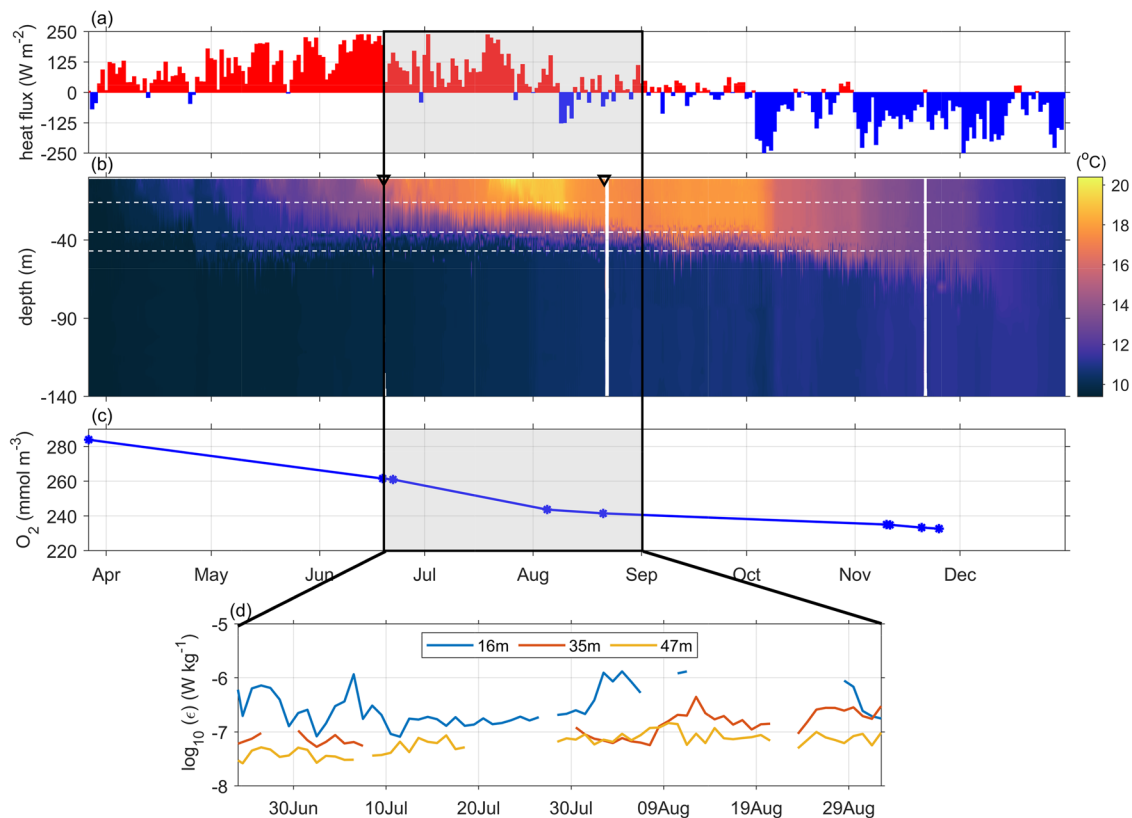 (a)
heat flux (W m-2)
250
125
0
-125
-250
(b)
depth (m)
-40
-90
-140
(oC)
20
18
16
14
12
10
(c)
O2 (mmol m-3)
280
260
240
220
Apr May Jun Jul Aug Sep Oct Nov Dec
(d)
log10 (ϵ) (W kg-1)
-5
-6
-7
-8
16m 35m 47m
30Jun 10Jul 20Jul 30Jul 09Aug 19Aug 29Aug